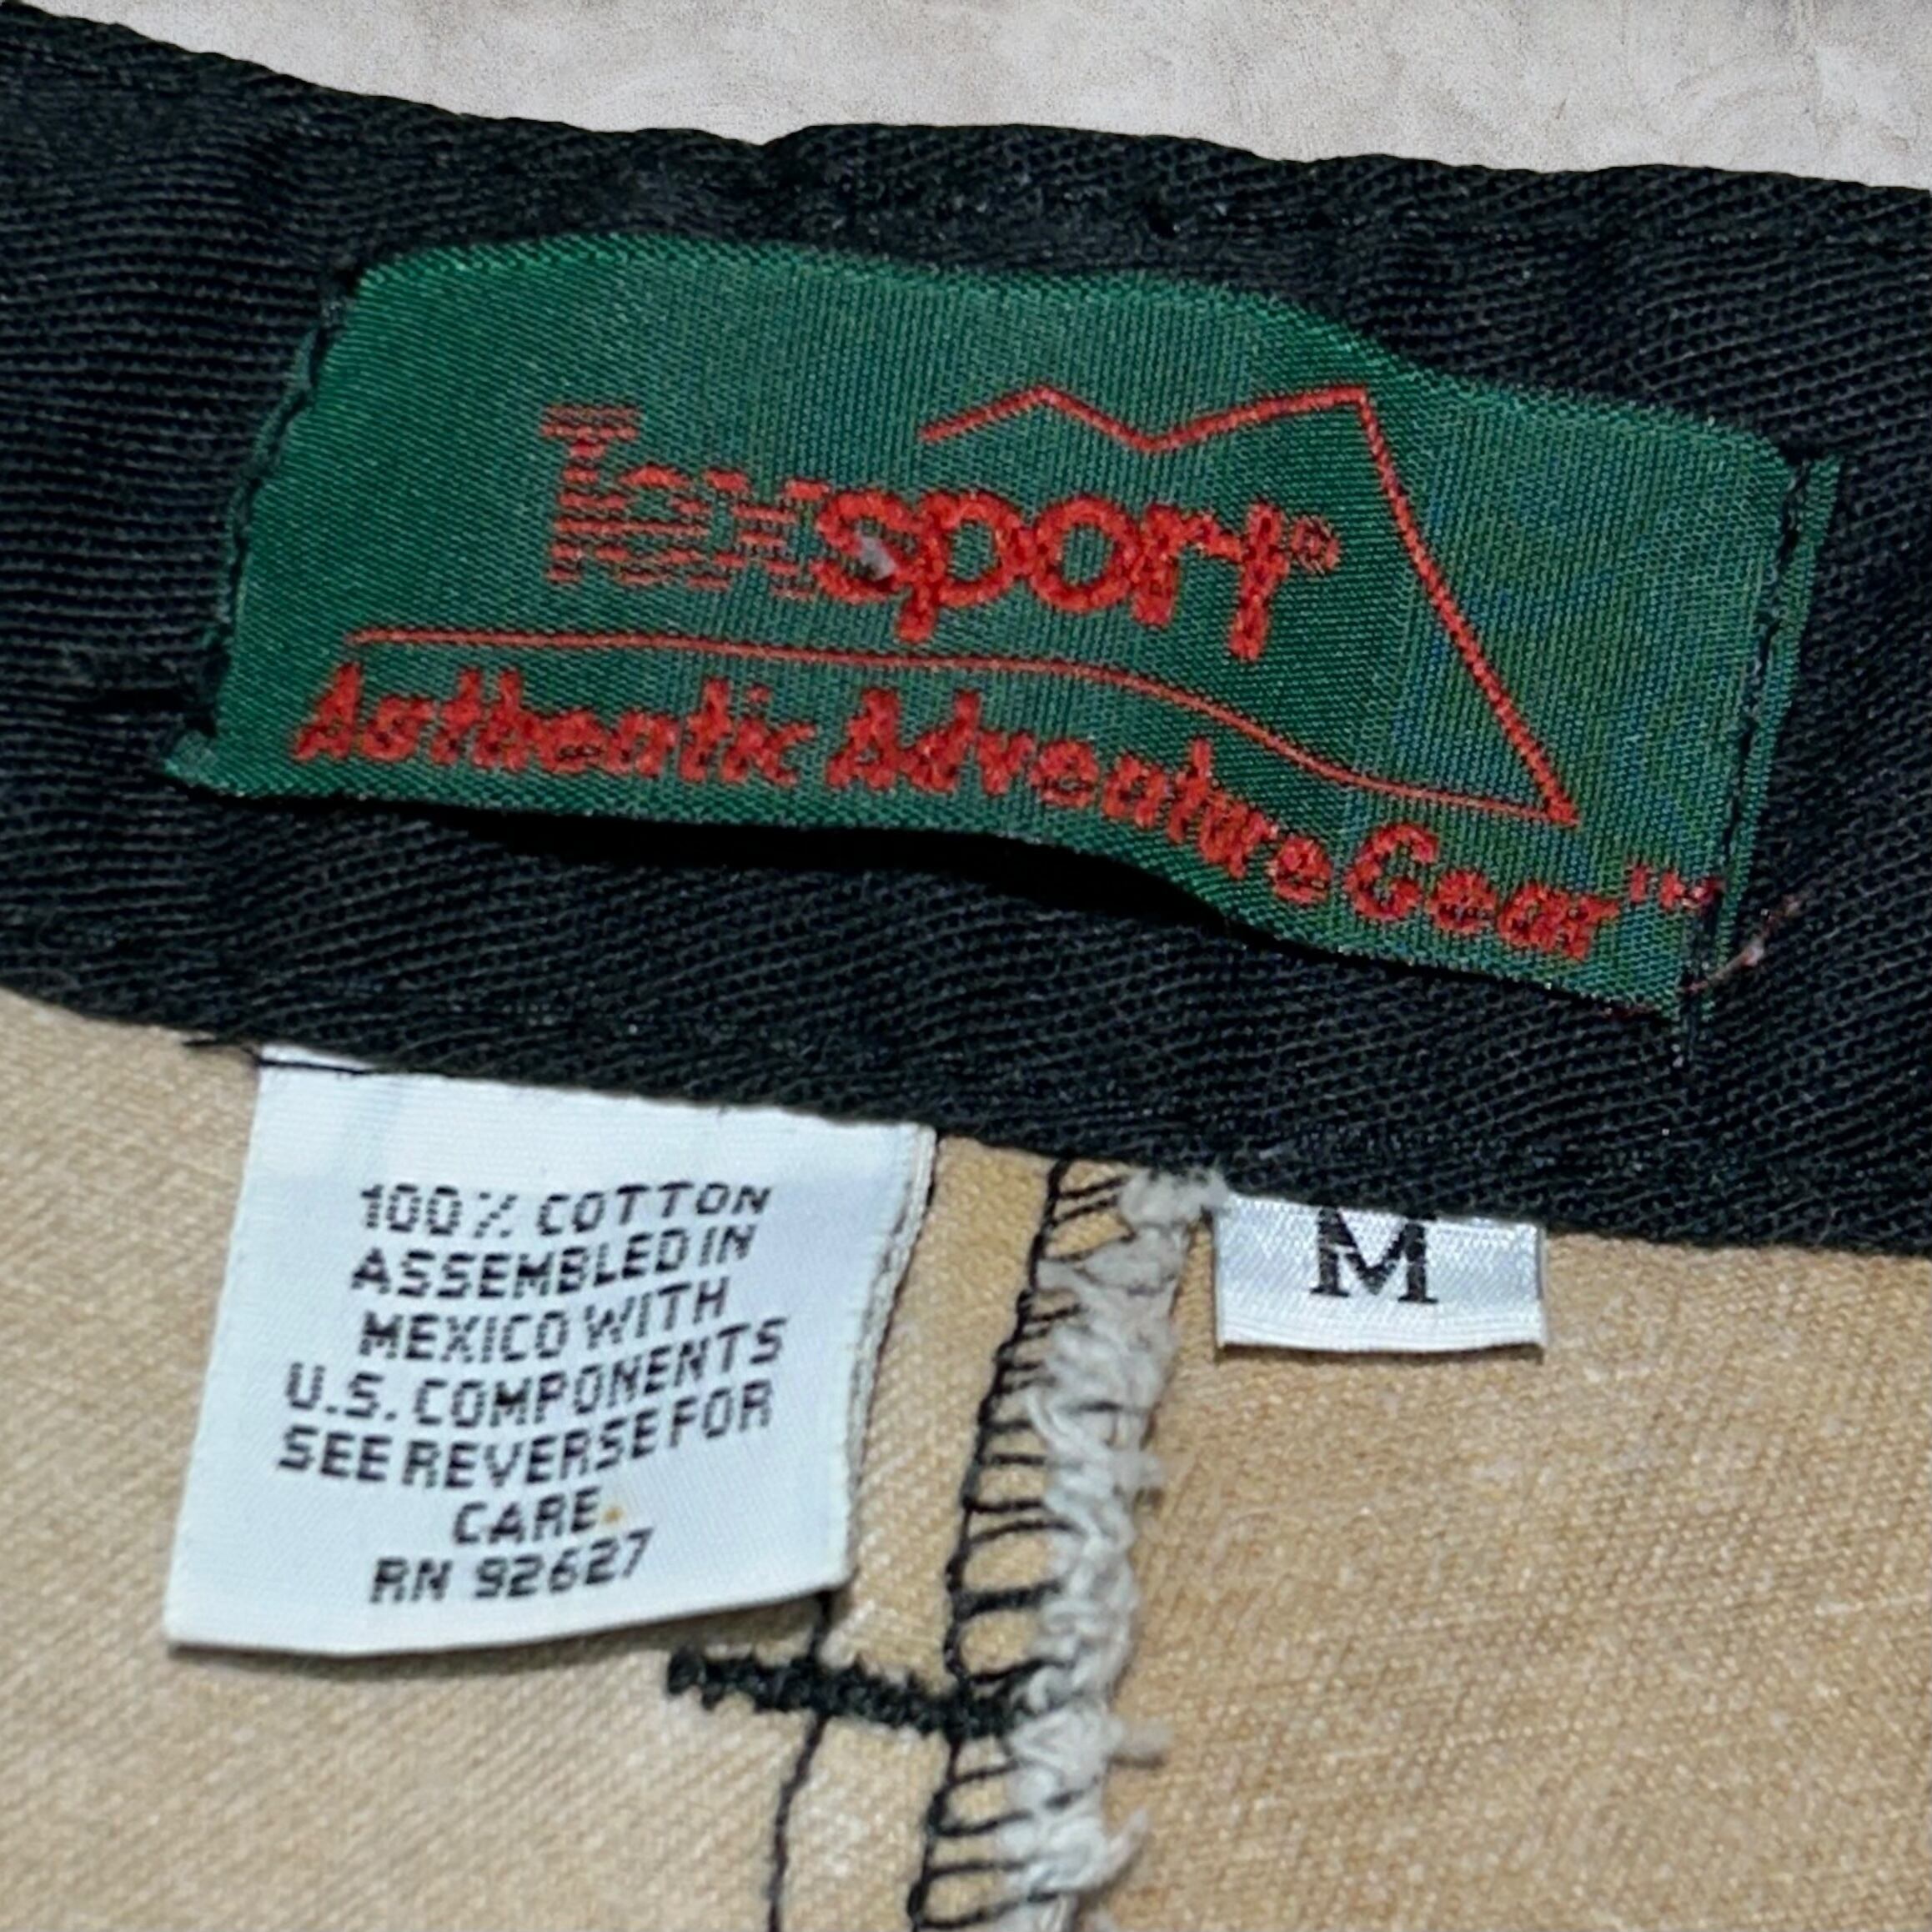 Texsport®
Authentic Adventure Gear™
100% COTTON
ASSEMBLED IN
MEXICO WITH
U.S. COMPONENTS
SEE REVERSE FOR
CARE.
RN 92627
M